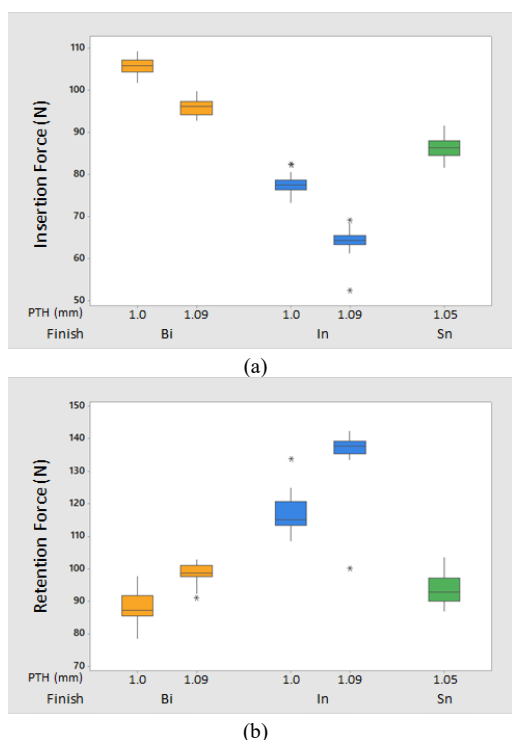 110
100
90
80
70
60
50
Insertion Force (N)
PTH (mm) 1.0 1.09 1.0 1.09 1.05
Finish Bi In Sn
(a)
150
140
130
120
110
100
90
80
70
Retention Force (N)
PTH (mm) 1.0 1.09 1.0 1.09 1.05
Finish Bi In Sn
(b)